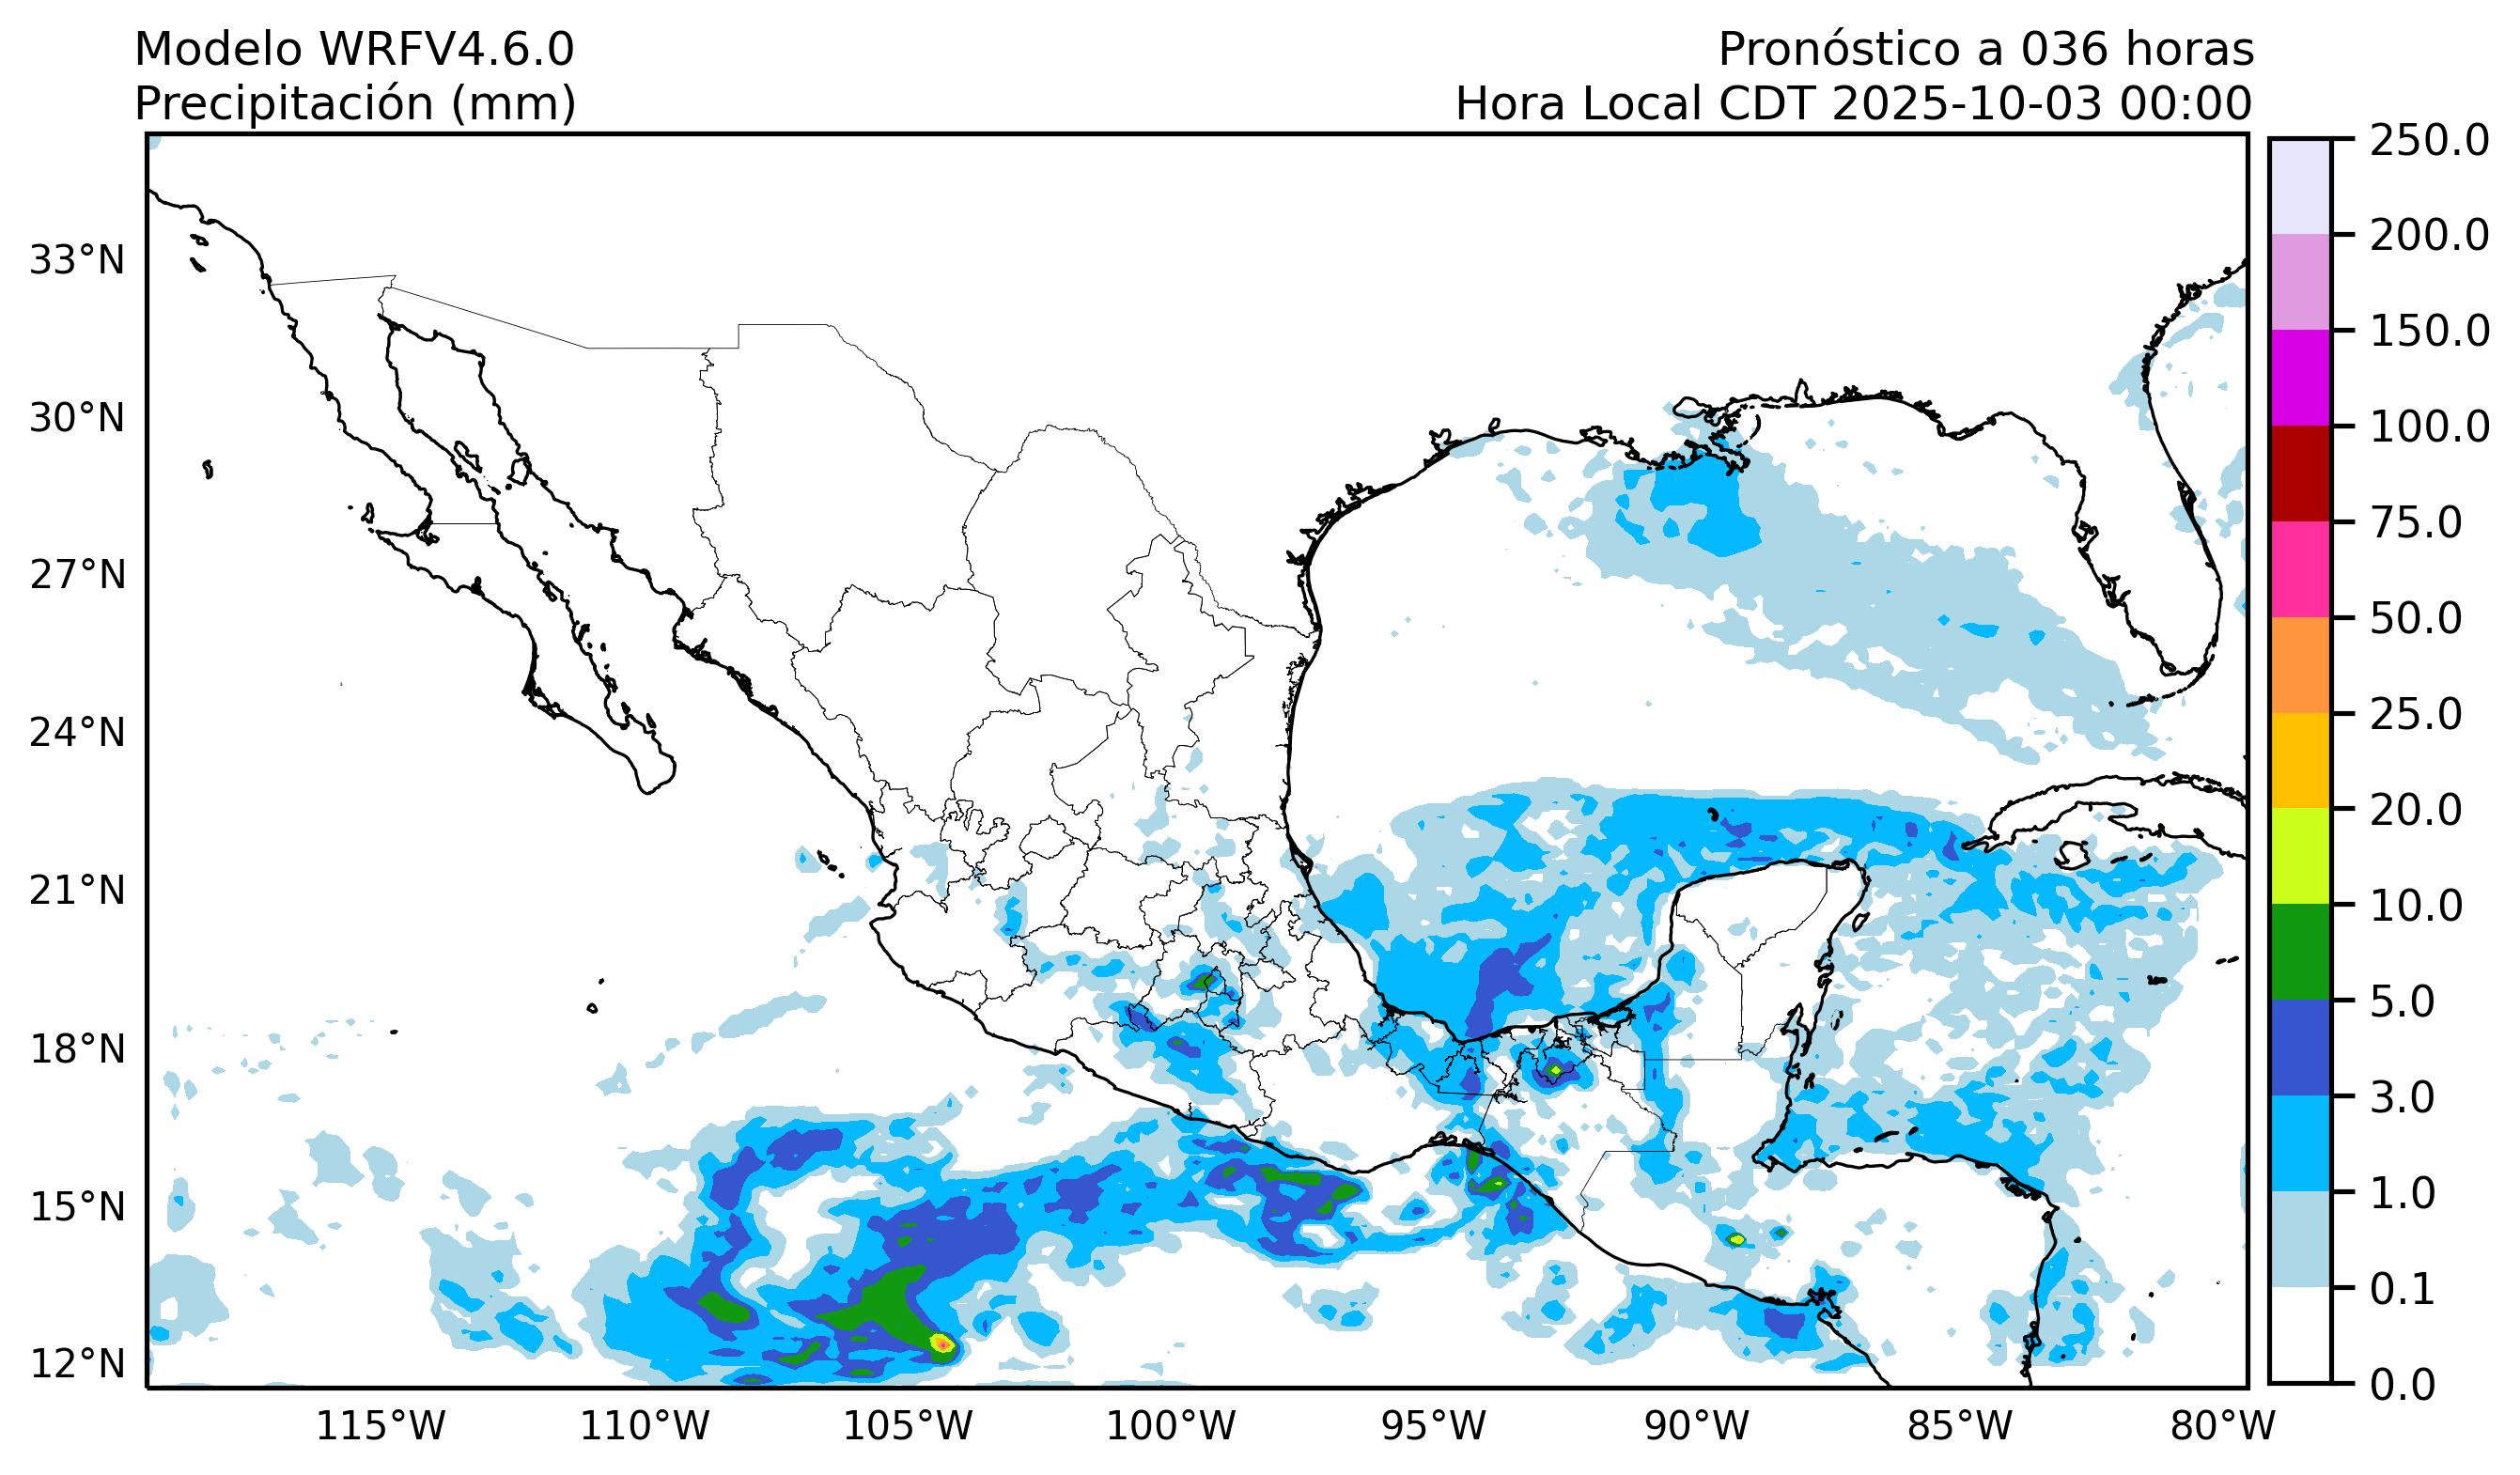 Modelo WRFV4.6.0
Precipitación (mm)
Pronóstico a 036 horas
Hora Local CDT 2025-10-03 00:00
33°N
30°N
27°N
24°N
21°N
18°N
15°N
12°N
115°W
110°W
105°W
100°W
95°W
90°W
85°W
80°W
250.0
200.0
150.0
100.0
75.0
50.0
25.0
20.0
10.0
5.0
3.0
1.0
0.1
0.0